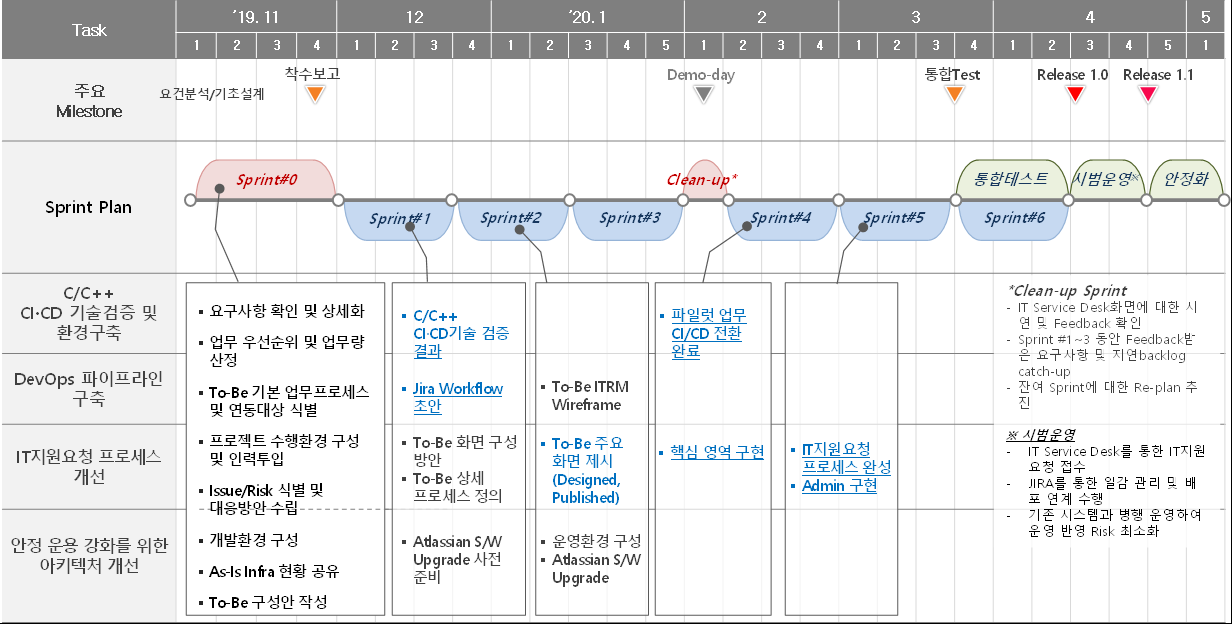 Task
'19. 11
12
'20.1
2
3
4
5
1 2 3 4 1 2 3 4 1 2 3 4 5 1 2 3 4 1 2 3 4 1 2 3 4 5 1
주요
Milestone
요건분석/기초설계
착수보고
Demo-day
통합Test
Release 1.0
Release 1.1
Sprint Plan
Sprint#0
Clean-up*
통합테스트
시범운영※
안정화
Sprint#1
Sprint#2
Sprint#3
Sprint#4
Sprint#5
Sprint#6
C/C++
CI·CD 기술검증 및
환경구축
DevOps 파이프라인
구축
IT지원요청 프로세스
개선
안정 운용 강화를 위한
아키텍처 개선
▪ 요구사항 확인 및 상세화
▪ 업무 우선순위 및 업무량
산정
▪ To-Be 기본 업무프로세스
및 연동대상 식별
▪ 프로젝트 수행환경 구성
및 인력투입
▪ Issue/Risk 식별 및
대응방안 수립
▪ 개발환경 구성
▪ As-Is Infra 현황 공유
▪ To-Be 구성안 작성
▪ C/C++
CI·CD기술 검증
결과
▪ Jira Workflow
초안
▪ To-Be 화면 구성
방안
▪ To-Be 상세
프로세스 정의
▪ Atlassian S/W
Upgrade 사전
준비
▪ To-Be ITRM
Wireframe
▪ To-Be 주요
화면 제시
(Designed,
Published)
▪ 운영환경 구성
▪ Atlassian S/W
Upgrade
▪ 파일럿 업무
CI/CD 전환
완료
▪ 핵심 영역 구현
▪ IT지원요청
프로세스 완성
▪ Admin 구현
*Clean-up Sprint
- IT Service Desk화면에 대한 시
연 및 Feedback 확인
- Sprint #1~3 동안 Feedback받
은 요구사항 및 지연backlog
catch-up
- 잔여 Sprint에 대한 Re-plan 추
진
※ 시범운영
- IT Service Desk를 통한 IT지원
요청 접수
- JIRA를 통한 일감 관리 및 배
포 연계 수행
- 기존 시스템과 병행 운영하여
운영 반영 Risk 최소화